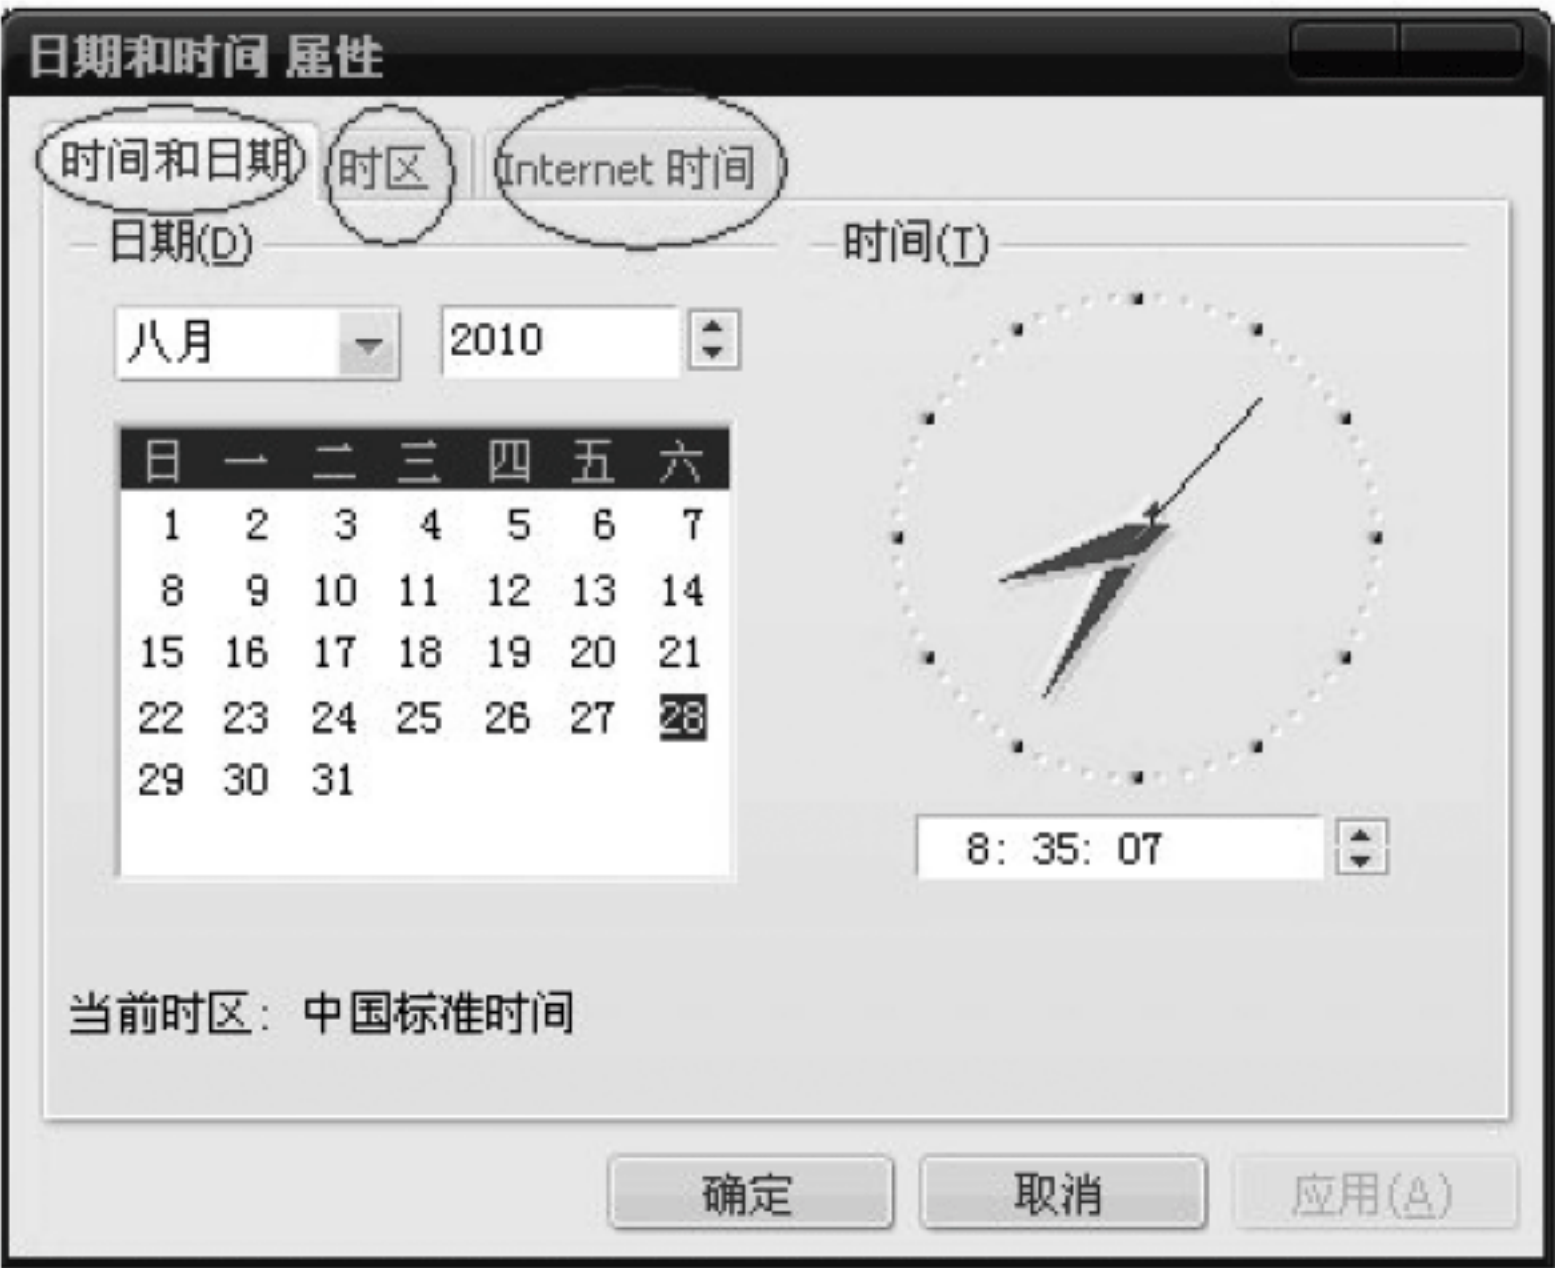 日期和时间 属性
时间和日期 时区 Internet 时间
日期(D) 时间(T)
八月 2010
日 一 二 三 四 五 六
1 2 3 4 5 6 7
8 9 10 11 12 13 14
15 16 17 18 19 20 21
22 23 24 25 26 27 28
29 30 31
8: 35: 07
当前时区: 中国标准时间
确定 取消 应用(A)